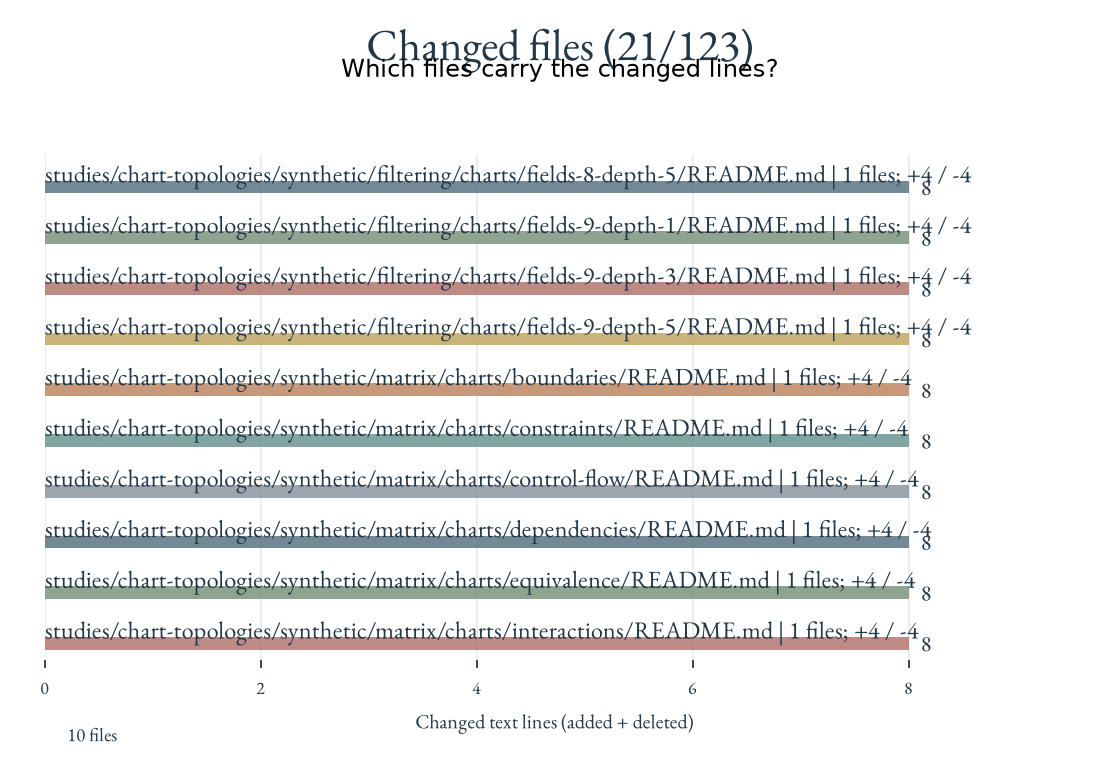 Changed files (21/123)
Which files carry the changed lines?
studies/chart-topologies/synthetic/filtering/charts/fields-8-depth-5/README.md | 1 files; +4 / -4
8
studies/chart-topologies/synthetic/filtering/charts/fields-9-depth-1/README.md | 1 files; +4 / -4
8
studies/chart-topologies/synthetic/filtering/charts/fields-9-depth-3/README.md | 1 files; +4 / -4
8
studies/chart-topologies/synthetic/filtering/charts/fields-9-depth-5/README.md | 1 files; +4 / -4
8
studies/chart-topologies/synthetic/matrix/charts/boundaries/README.md | 1 files; +4 / -4
8
studies/chart-topologies/synthetic/matrix/charts/constraints/README.md | 1 files; +4 / -4
8
studies/chart-topologies/synthetic/matrix/charts/control-flow/README.md | 1 files; +4 / -4
8
studies/chart-topologies/synthetic/matrix/charts/dependencies/README.md | 1 files; +4 / -4
8
studies/chart-topologies/synthetic/matrix/charts/equivalence/README.md | 1 files; +4 / -4
8
studies/chart-topologies/synthetic/matrix/charts/interactions/README.md | 1 files; +4 / -4
8
0 2 4 6 8
Changed text lines (added + deleted)
10 files